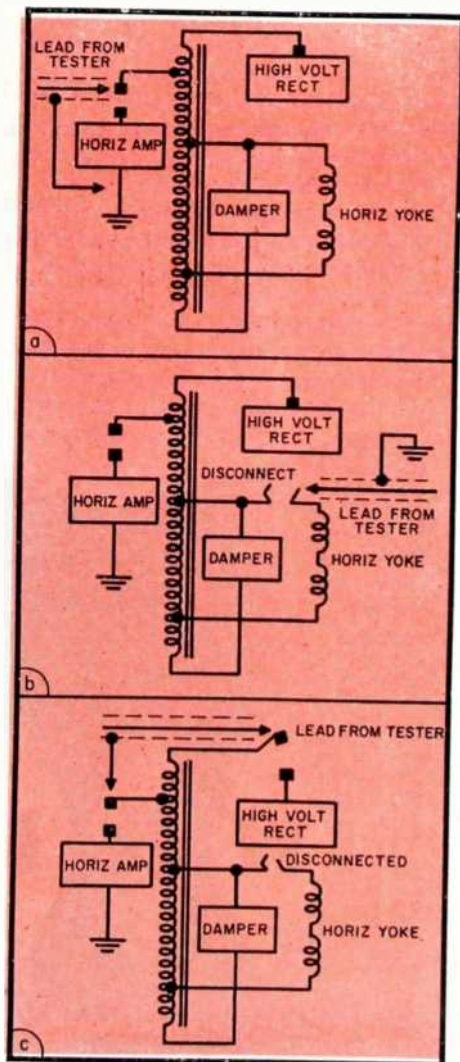 LEAD FROM
TESTER
HIGH VOLT
RECT
HORIZ AMP
DAMPER
HORIZ YOKE
a
HIGH VOLT
RECT
DISCONNECT
HORIZ AMP
LEAD FROM
TESTER
DAMPER
HORIZ YOKE
b
LEAD FROM TESTER
HIGH VOLT
RECT
HORIZ AMP
DISCONNECTED
DAMPER
HORIZ YOKE
c